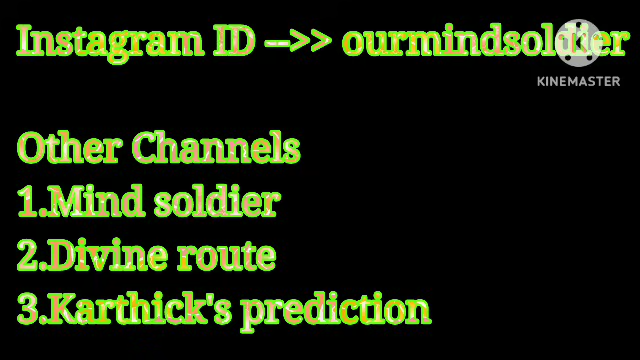 Instagram ID -->> ourmindsoldier
KINEMASTER
Other Channels
1.Mind soldier
2.Divine route
3.Karthick's prediction